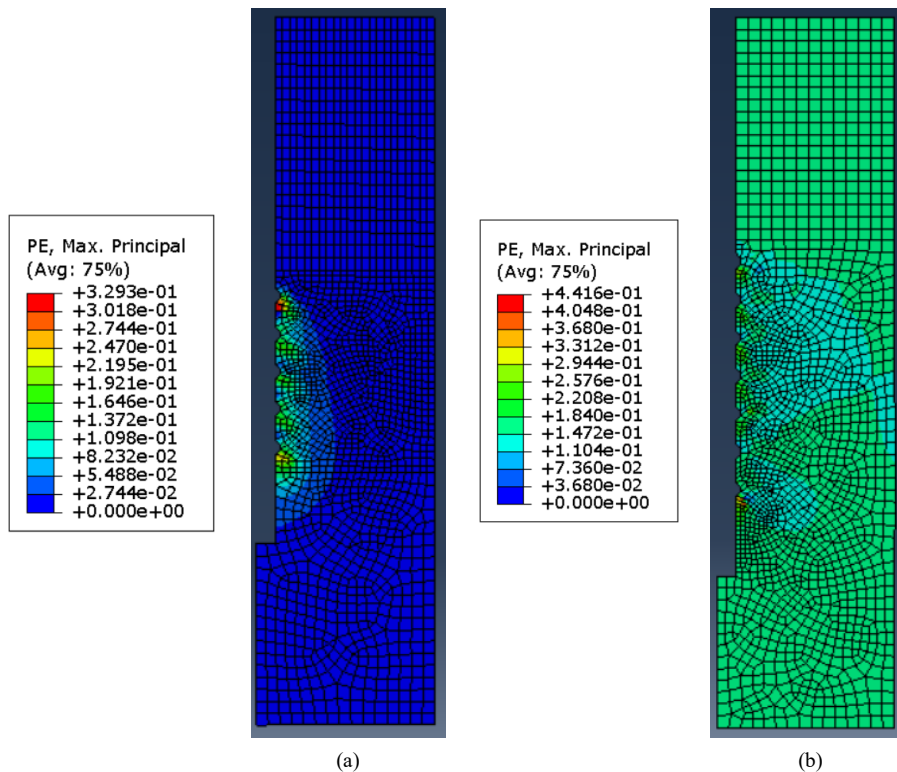 PE, Max. Principal
(Avg: 75%)
+3.293e-01
+3.018e-01
+2.744e-01
+2.470e-01
+2.195e-01
+1.921e-01
+1.646e-01
+1.372e-01
+1.098e-01
+8.232e-02
+5.488e-02
+2.744e-02
+0.000e+00
PE, Max. Principal
(Avg: 75%)
+4.416e-01
+4.048e-01
+3.680e-01
+3.312e-01
+2.944e-01
+2.576e-01
+2.208e-01
+1.840e-01
+1.472e-01
+1.104e-01
+7.360e-02
+3.680e-02
+0.000e+00
(a)
(b)